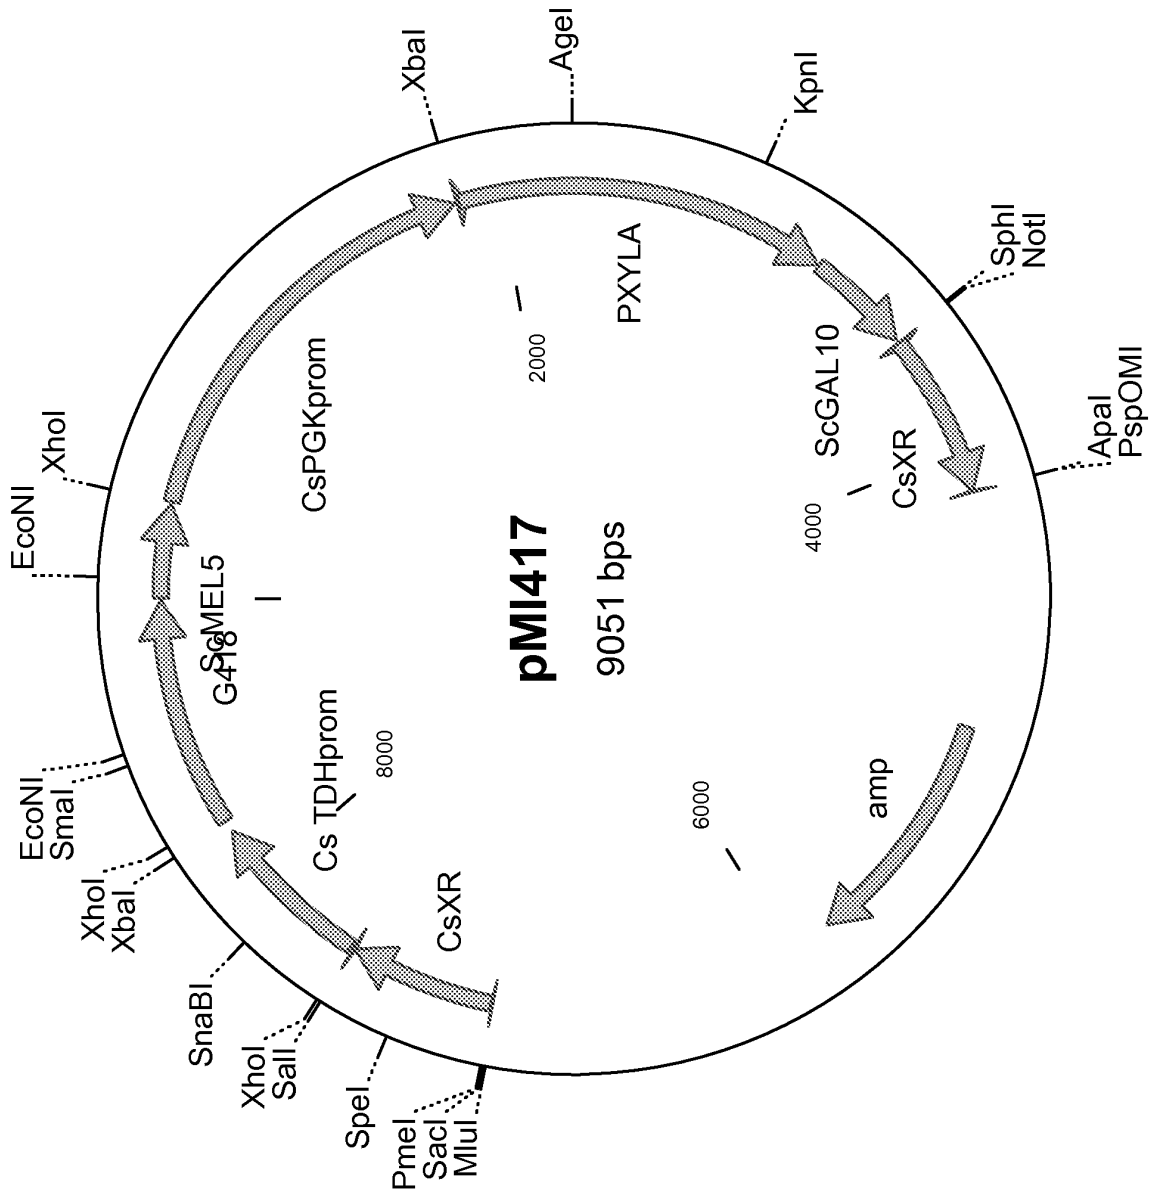 pMI417
9051 bps
EcoNI
XhoI
XbaI
AgeI
KpnI
SphI
NotI
ApaI
PspOMI
MluI
SacI
PmeI
SpeI
SalI
XhoI
SnaBI
XbaI
XhoI
SmaI
EcoNI
ScMEL5
G418
CsPGKprom
PXYLA
ScGAL10
CsXR
amp
CsXR
Cs TDHprom
2000
4000
6000
8000